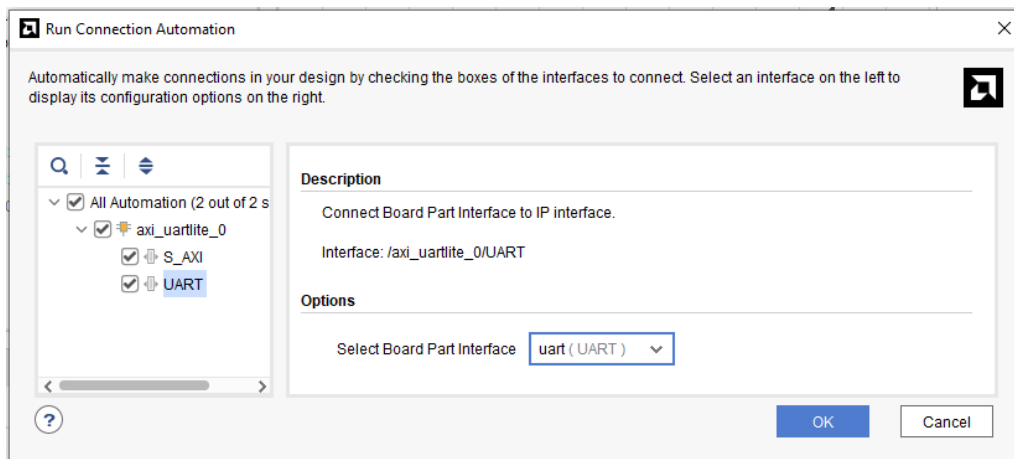 Run Connection Automation
Automatically make connections in your design by checking the boxes of the interfaces to connect. Select an interface on the left to
display its configuration options on the right.
All Automation (2 out of 2 s
axi_uartlite_0
S_AXI
UART
Description
Connect Board Part Interface to IP interface.
Interface: /axi_uartlite_0/UART
Options
Select Board Part Interface uart ( UART )
?
OK
Cancel